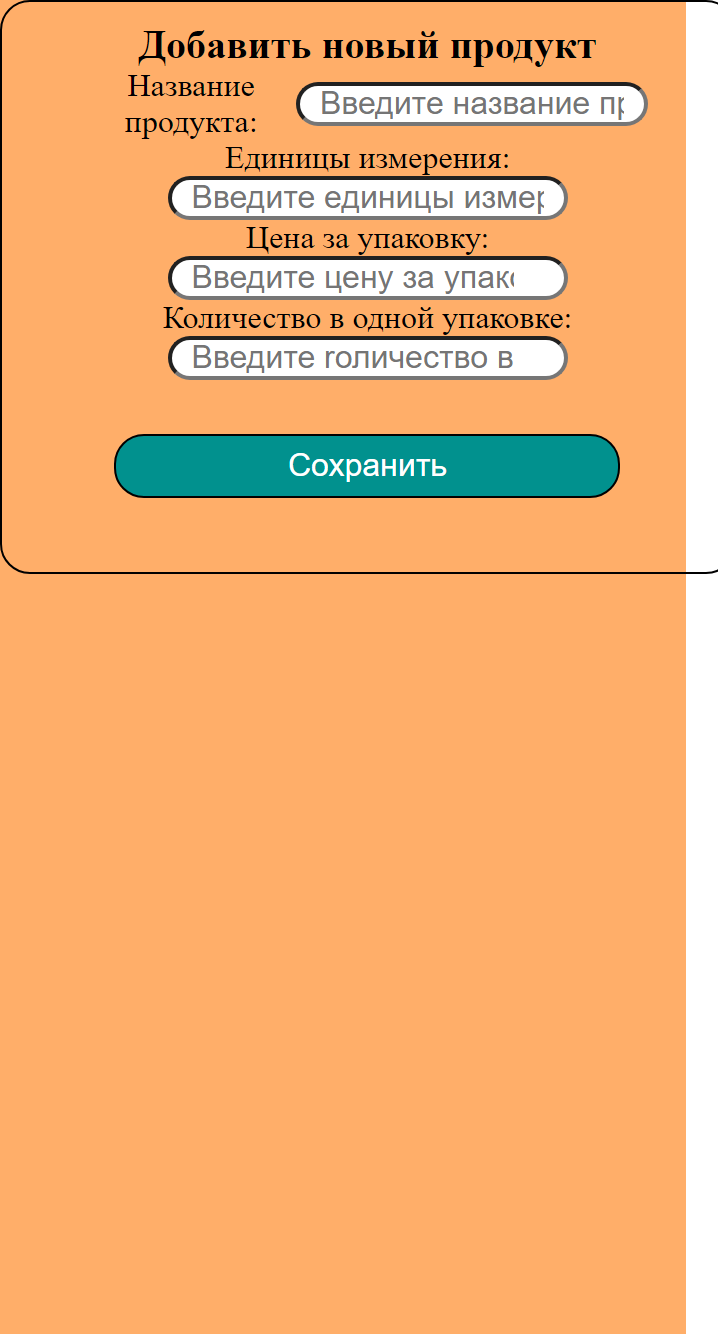 Добавить новый продукт
Название
продукта:
Введите название пр
Единицы измерения:
Введите единицы измер
Цена за упаковку:
Введите цену за упако
Количество в одной упаковке:
Введите rоличество в
Сохранить